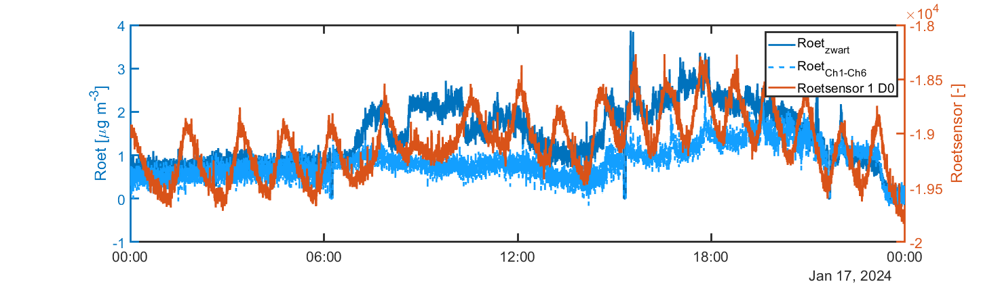 ×10⁴
4
3
2
1
0
-1
Roet [μg m⁻³]
-1.8
-1.85
-1.9
-1.95
-2
Roetsensor [-]
Roet_zwart
Roet_Ch1-Ch6
Roetsensor 1 D0
00:00 06:00 12:00 18:00 00:00
Jan 17, 2024